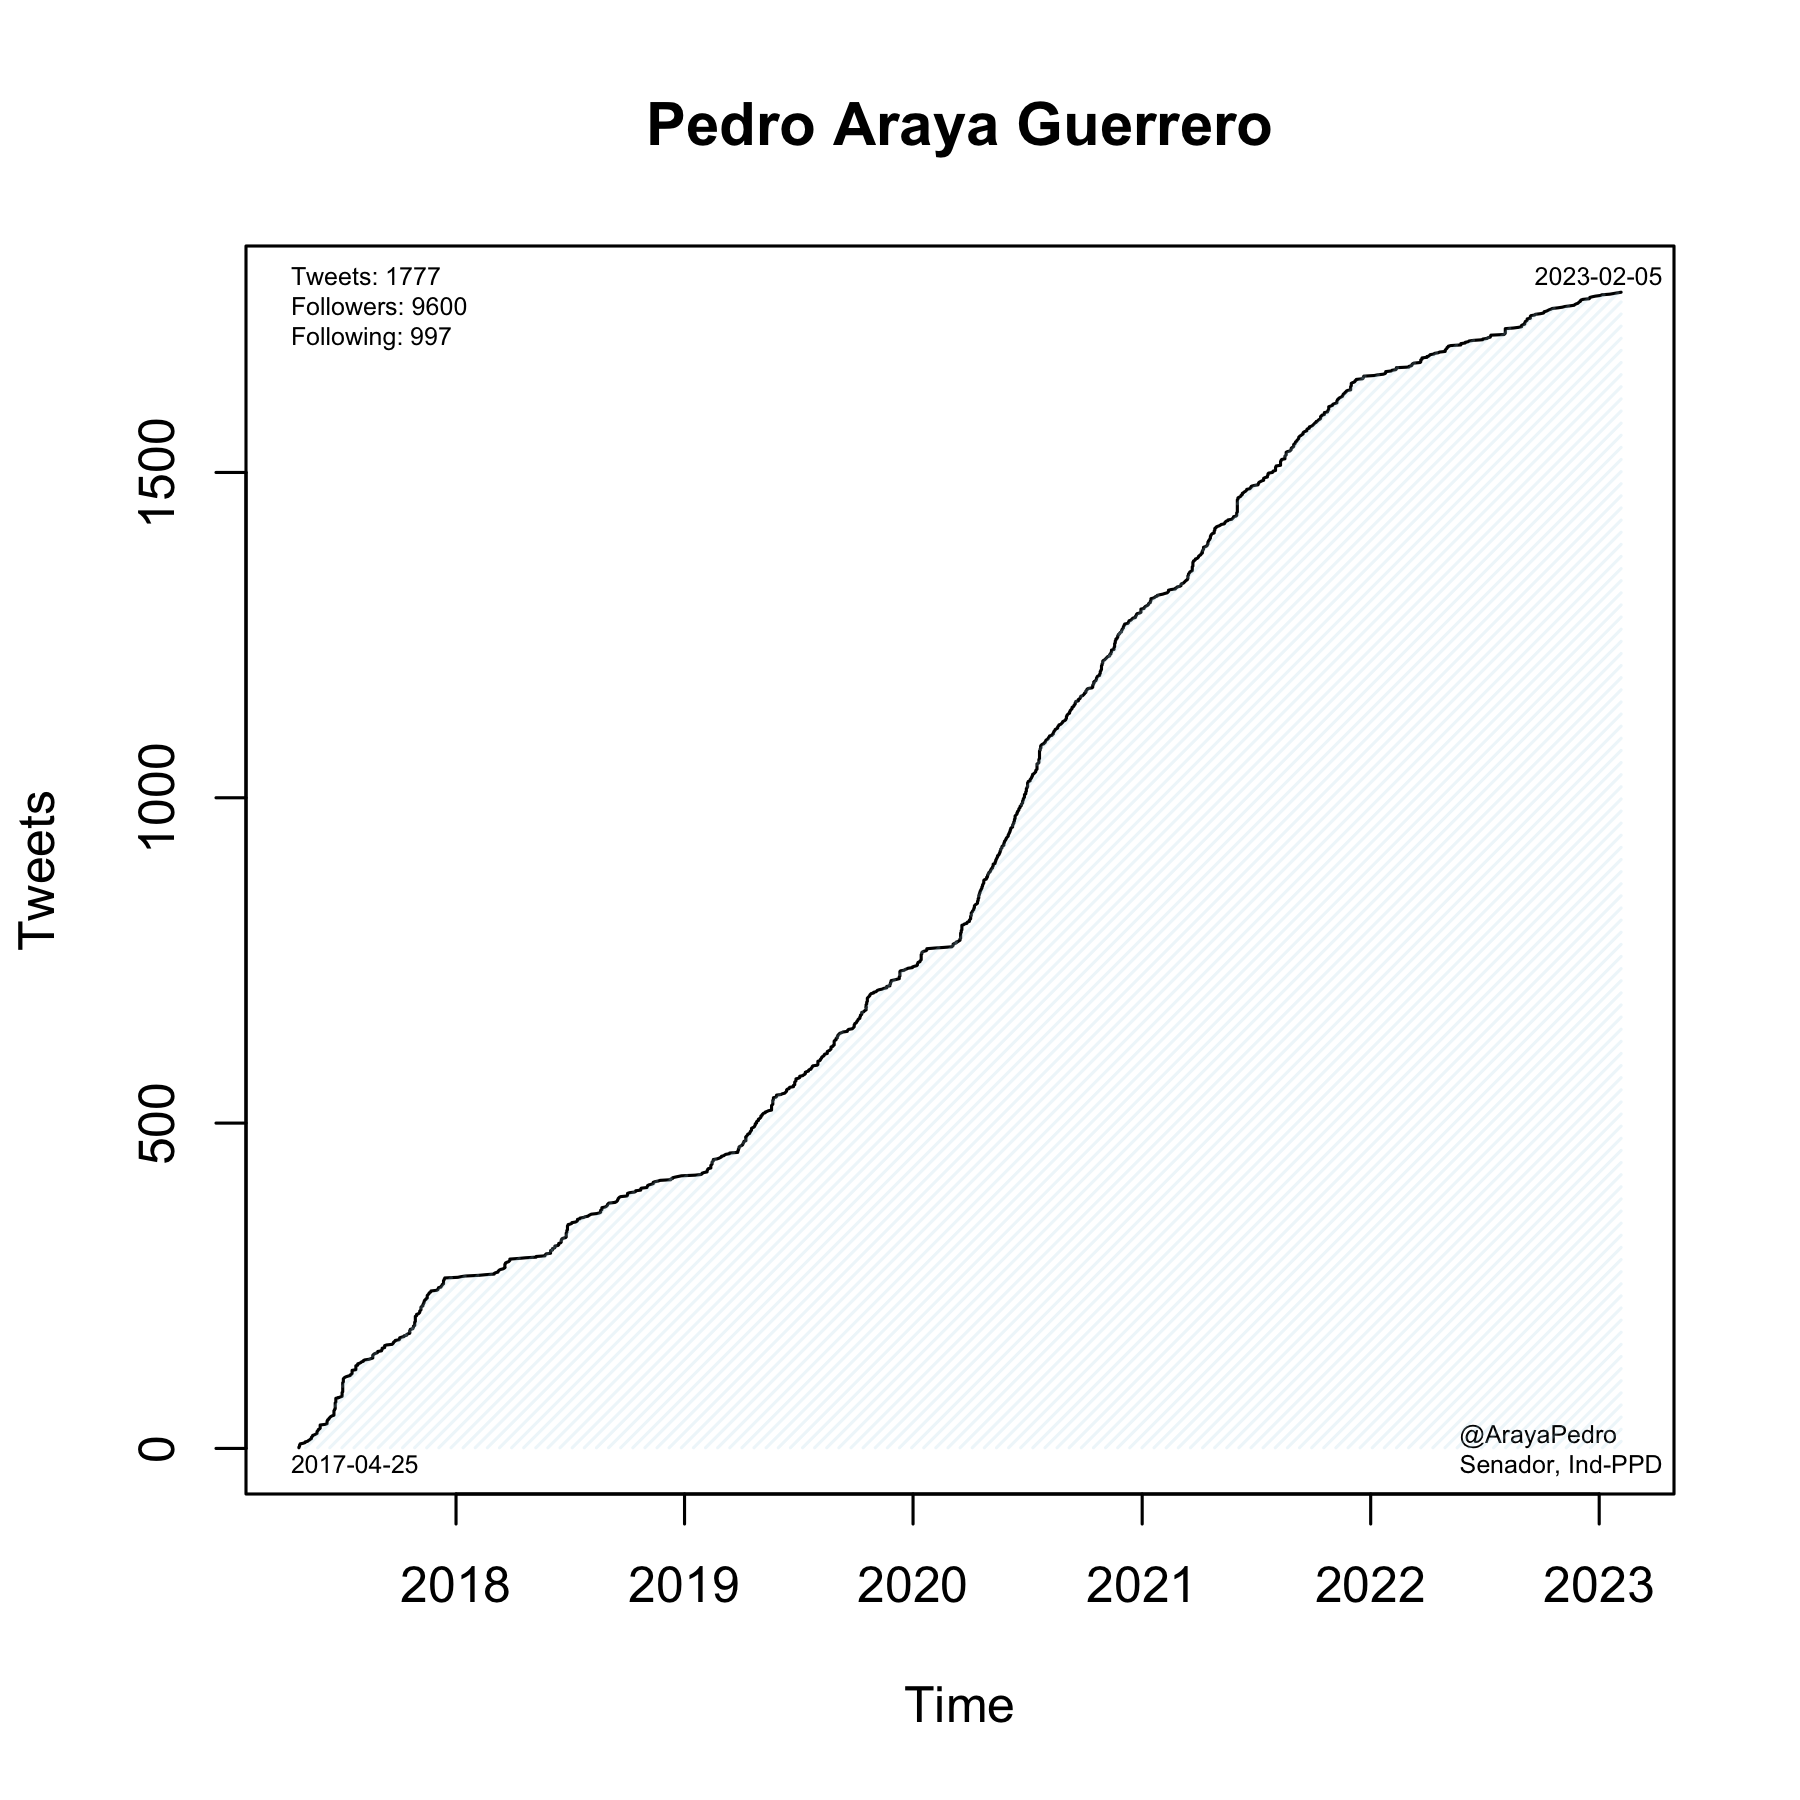 Pedro Araya Guerrero
Tweets: 1777
Followers: 9600
Following: 997
2023-02-05
1500
1000
500
0
Tweets
2017-04-25
@ArayaPedro
Senador, Ind-PPD
2018
2019
2020
2021
2022
2023
Time